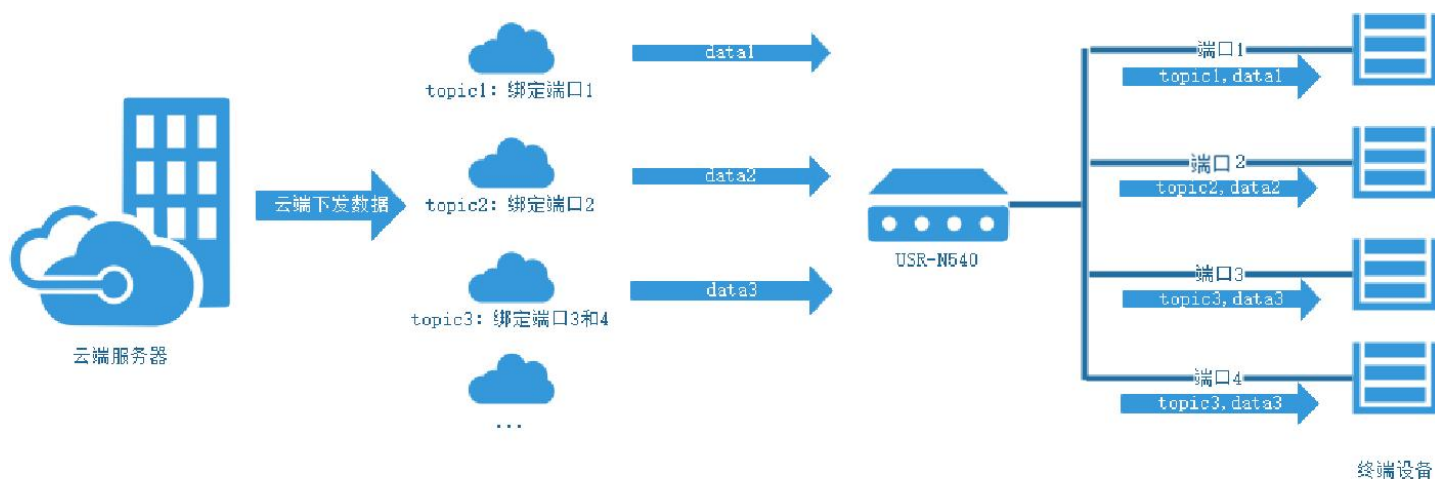 云端服务器
云端下发数据
topic1：绑定端口1
topic2：绑定端口2
topic3：绑定端口3和4
...
data1
data2
data3
USR-N540
端口1
topic1,data1
端口2
topic2,data2
端口3
topic3,data3
端口4
topic3,data3
终端设备